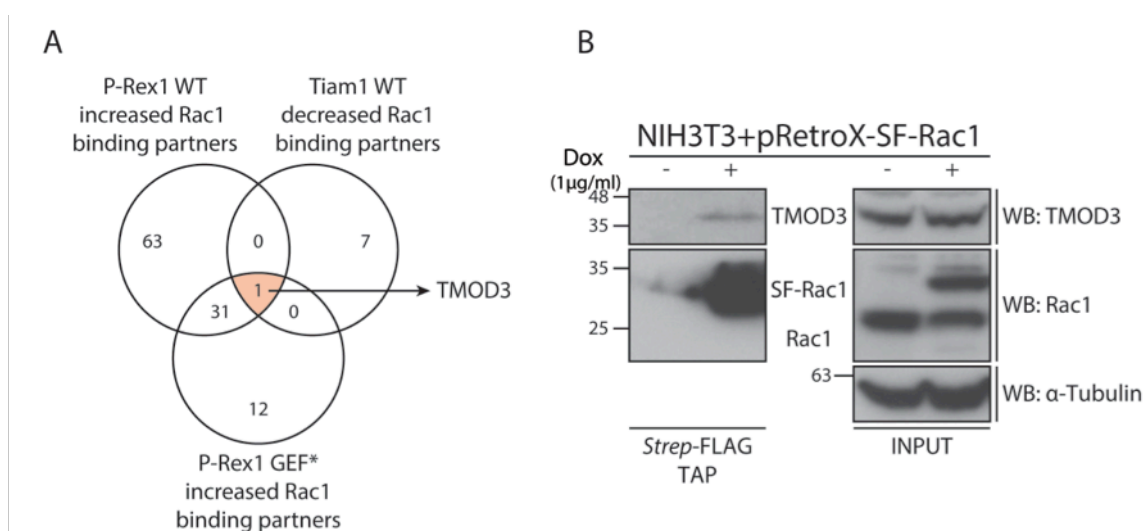 A
P-Rex1 WT
increased Rac1
binding partners
Tiam1 WT
decreased Rac1
binding partners
63
0
7
1
TMOD3
31
0
12
P-Rex1 GEF*
increased Rac1
binding partners
B
NIH3T3+pRetroX-SF-Rac1
Dox
(1μg/ml)
- + - +
48
35
TMOD3
WB: TMOD3
35
25
SF-Rac1
Rac1
WB: Rac1
63
WB: α-Tubulin
Strep-FLAG
TAP
INPUT